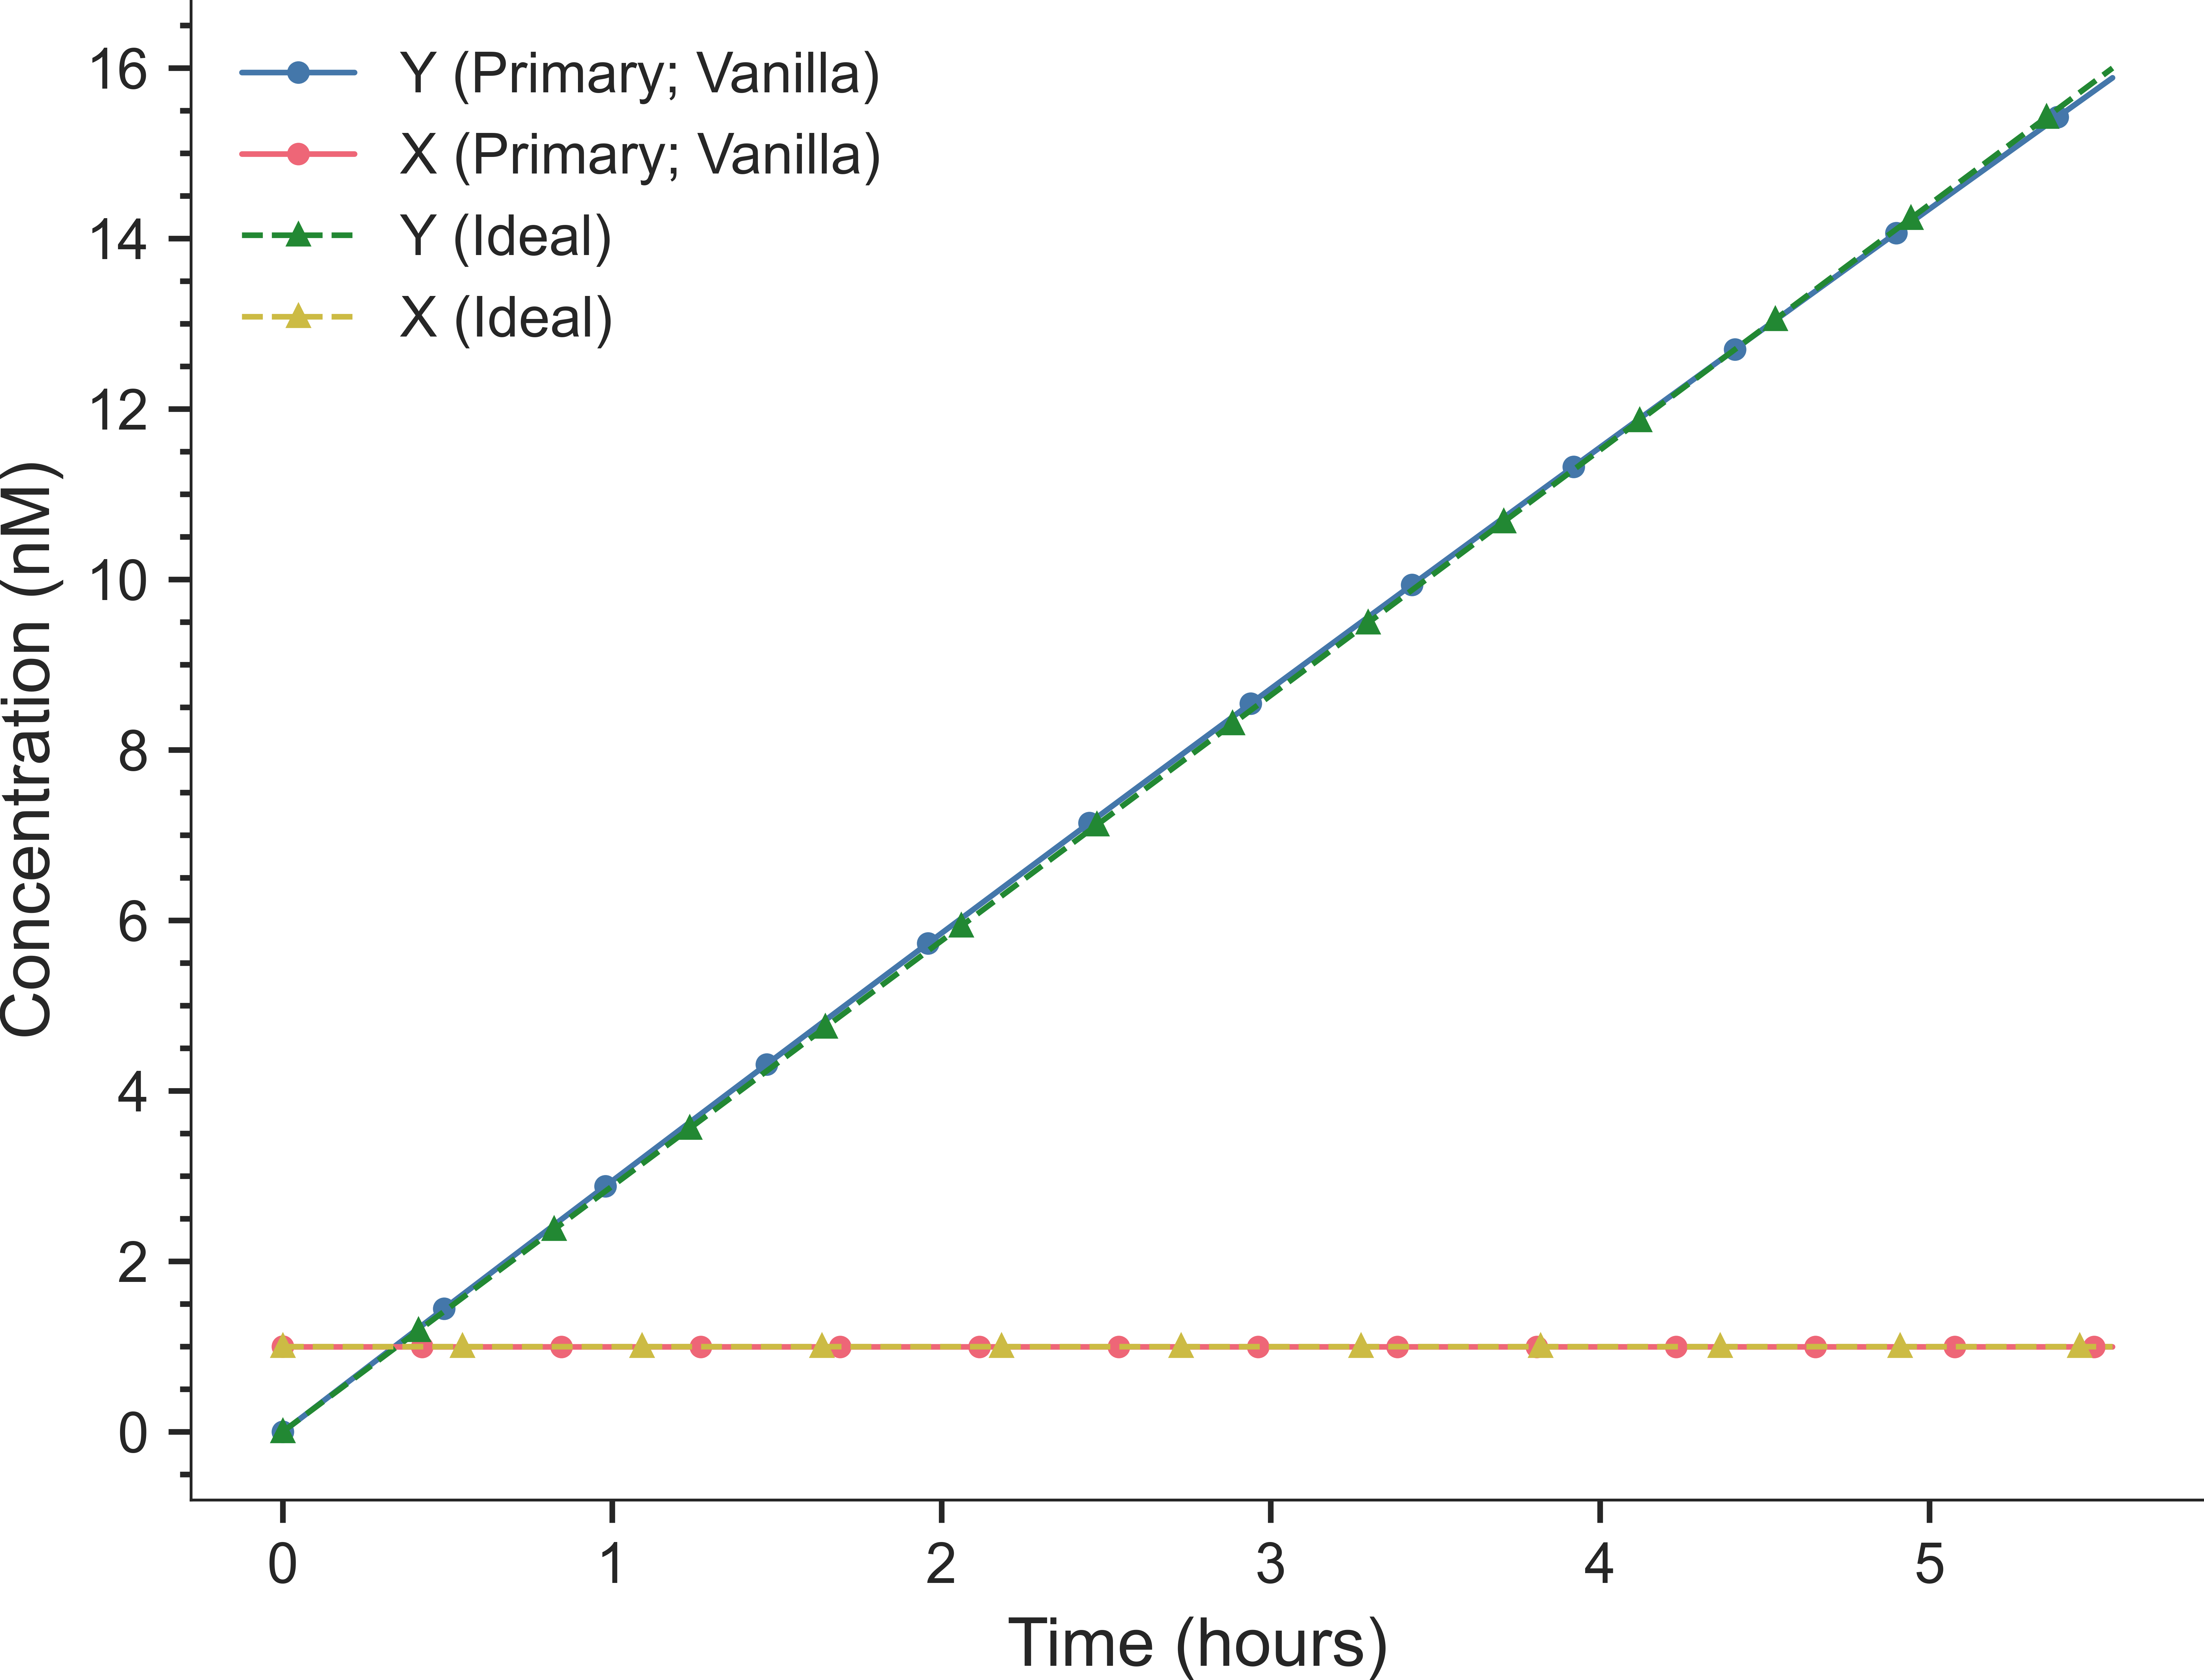 Y (Primary; Vanilla)
X (Primary; Vanilla)
Y (Ideal)
X (Ideal)
Concentration (nM)
16
14
12
10
8
6
4
2
0
0 1 2 3 4 5
Time (hours)